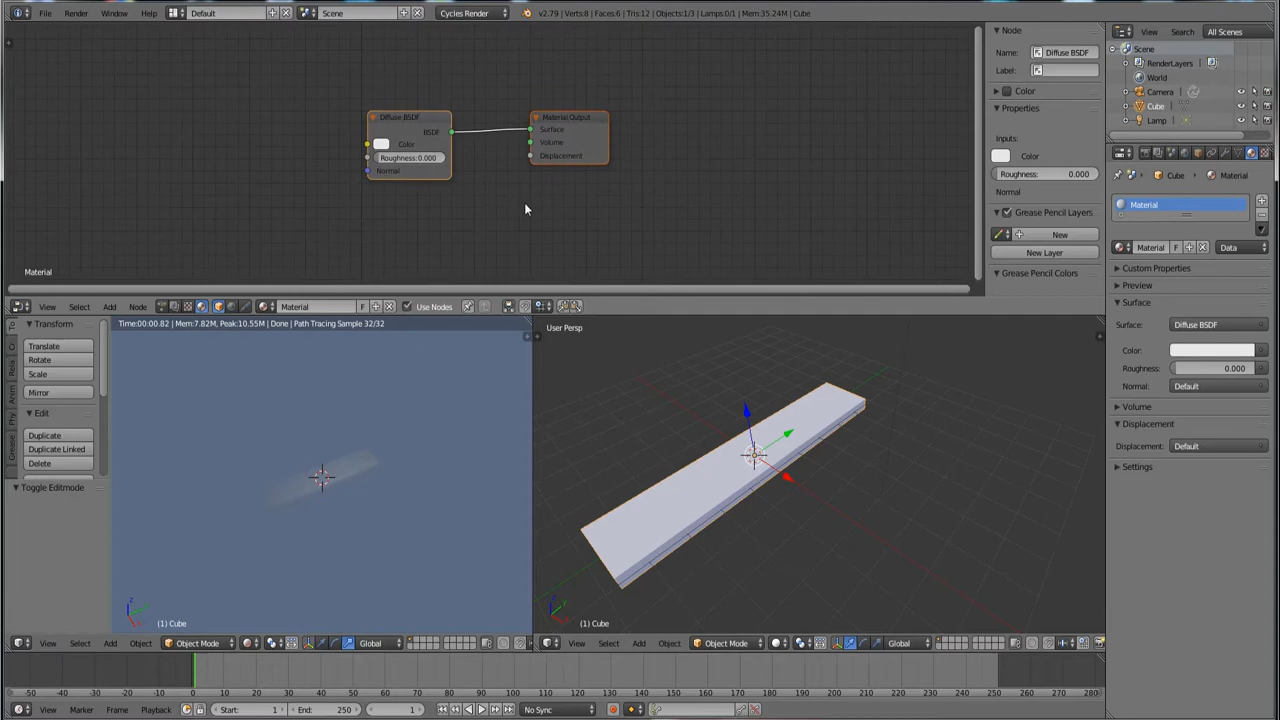 File Render Window Help Default Scene Cycles Render v2.79 | Verts:8 | Faces:6 | Tris:12 | Objects:1/3 | Lamps:0/1 | Mem:35.24M | Cube
Diffuse BSDF
BSDF
Color
Roughness:0.000
Normal
Material Output
Surface
Volume
Displacement
Material
View Select Add Node Material F Use Nodes
Node
Name: Diffuse BSDF
Label:
Color
Properties
Inputs:
Color
Roughness: 0.000
Normal
Grease Pencil Layers
New
New Layer
Grease Pencil Colors
View Search All Scenes
Scene
RenderLayers
World
Camera
Cube
Lamp
Cube Material
Material
Material F Data
Custom Properties
Preview
Surface
Surface: Diffuse BSDF
Color:
Roughness: 0.000
Normal: Default
Volume
Displacement
Displacement: Default
Settings
Transform
Translate
Rotate
Scale
Mirror
Edit
Duplicate
Duplicate Linked
Delete
Toggle Editmode
Time:00:00.82 | Mem:7.82M, Peak:10.55M | Done | Path Tracing Sample 32/32
(1) Cube
View Select Add Object Object Mode Global
User Persp
(1) Cube
View Select Add Object Object Mode Global
-50 -40 -30 -20 -10 0 10 20 30 40 50 60 70 80 90 100 110 120 130 140 150 160 170 180 190 200 210 220 230 240 250 260 270 280
View Marker Frame Playback Start: 1 End: 250 1 No Sync